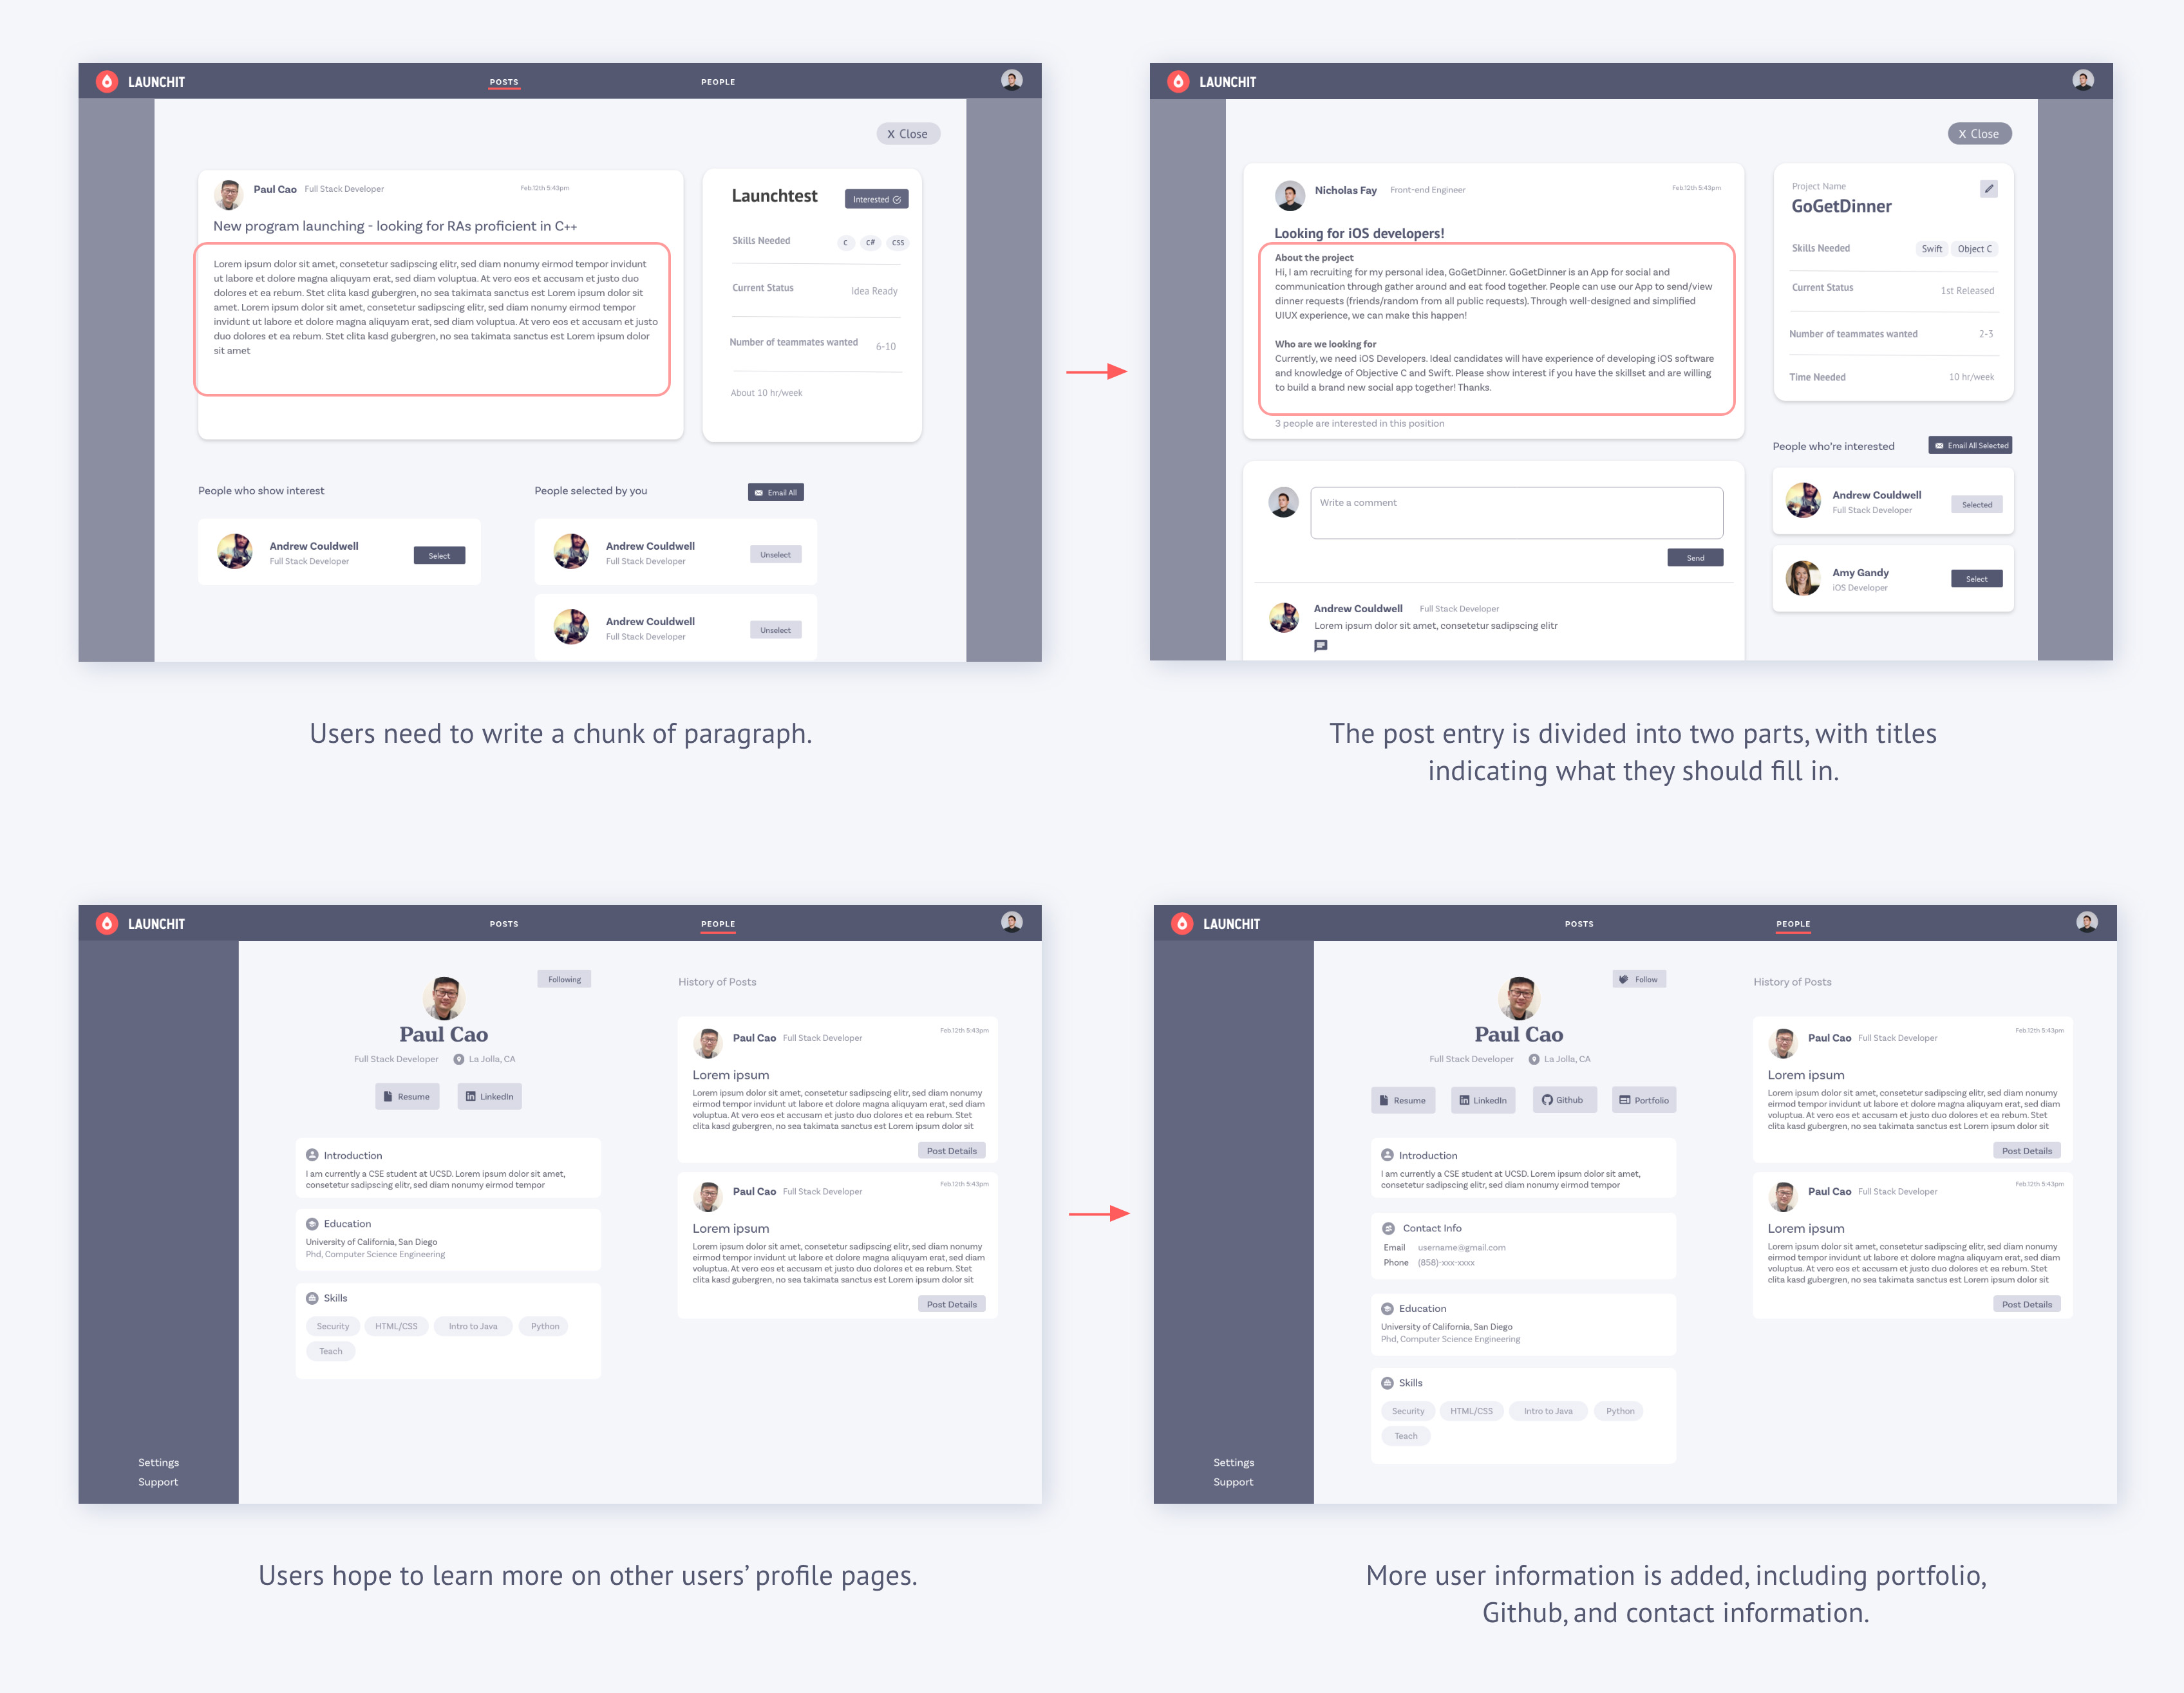 LAUNCHIT
POSTS
PEOPLE
X Close
Paul Cao Full Stack Developer
Feb.12th 5:43pm
New program launching - looking for RAs proficient in C++
Lorem ipsum dolor sit amet, consetetur sadipscing elitr, sed diam nonumy eirmod tempor invidunt
ut labore et dolore magna aliquyam erat, sed diam voluptua. At vero eos et accusam et justo duo
dolores et ea rebum. Stet clita kasd gubergren, no sea takimata sanctus est Lorem ipsum dolor sit
amet. Lorem ipsum dolor sit amet, consetetur sadipscing elitr, sed diam nonumy eirmod tempor
invidunt ut labore et dolore magna aliquyam erat, sed diam voluptua. At vero eos et accusam et justo
duo dolores et ea rebum. Stet clita kasd gubergren, no sea takimata sanctus est Lorem ipsum dolor
sit amet
Launchtest
Interested
Skills Needed
C C# CSS
Current Status
Idea Ready
Number of teammates wanted
6-10
About 10 hr/week
People who show interest
Andrew Couldwell
Full Stack Developer
Select
People selected by you
Email All
Andrew Couldwell
Full Stack Developer
Unselect
Andrew Couldwell
Full Stack Developer
Unselect
Users need to write a chunk of paragraph.
LAUNCHIT
X Close
Nicholas Fay Front-end Engineer
Feb.12th 5:43pm
Looking for iOS developers!
About the project
Hi, I am recruiting for my personal idea, GoGetDinner. GoGetDinner is an App for social and
communication through gather around and eat food together. People can use our App to send/view
dinner requests (friends/random from all public requests). Through well-designed and simplified
UIUX experience, we can make this happen!
Who are we looking for
Currently, we need iOS Developers. Ideal candidates will have experience of developing iOS software
and knowledge of Objective C and Swift. Please show interest if you have the skillset and are willing
to build a brand new social app together! Thanks.
3 people are interested in this position
Write a comment
Send
Andrew Couldwell Full Stack Developer
Lorem ipsum dolor sit amet, consetetur sadipscing elitr
Project Name
GoGetDinner
Skills Needed
Swift Object C
Current Status
1st Released
Number of teammates wanted
2-3
Time Needed
10 hr/week
People who're interested
Email All Selected
Andrew Couldwell
Full Stack Developer
Selected
Amy Gandy
iOS Developer
Select
The post entry is divided into two parts, with titles
indicating what they should fill in.
LAUNCHIT
POSTS
PEOPLE
Settings
Support
Following
Paul Cao
Full Stack Developer La Jolla, CA
Resume
LinkedIn
Introduction
I am currently a CSE student at UCSD. Lorem ipsum dolor sit amet,
consetetur sadipscing elitr, sed diam nonumy eirmod tempor
Education
University of California, San Diego
Phd, Computer Science Engineering
Skills
Security HTML/CSS Intro to Java Python
Teach
History of Posts
Paul Cao Full Stack Developer
Feb.12th 5:43pm
Lorem ipsum
Lorem ipsum dolor sit amet, consetetur sadipscing elitr, sed diam nonumy
eirmod tempor invidunt ut labore et dolore magna aliquyam erat, sed diam
voluptua. At vero eos et accusam et justo duo dolores et ea rebum. Stet
clita kasd gubergren, no sea takimata sanctus est Lorem ipsum dolor sit
Post Details
Paul Cao Full Stack Developer
Feb.12th 5:43pm
Lorem ipsum
Lorem ipsum dolor sit amet, consetetur sadipscing elitr, sed diam nonumy
eirmod tempor invidunt ut labore et dolore magna aliquyam erat, sed diam
voluptua. At vero eos et accusam et justo duo dolores et ea rebum. Stet
clita kasd gubergren, no sea takimata sanctus est Lorem ipsum dolor sit
Post Details
Users hope to learn more on other users' profile pages.
LAUNCHIT
POSTS
PEOPLE
Settings
Support
Follow
Paul Cao
Full Stack Developer La Jolla, CA
Resume
LinkedIn
Github
Portfolio
Introduction
I am currently a CSE student at UCSD. Lorem ipsum dolor sit amet,
consetetur sadipscing elitr, sed diam nonumy eirmod tempor
Contact Info
Email username@gmail.com
Phone (858)-xxx-xxxx
Education
University of California, San Diego
Phd, Computer Science Engineering
Skills
Security HTML/CSS Intro to Java Python
Teach
History of Posts
Paul Cao Full Stack Developer
Feb.12th 5:43pm
Lorem ipsum
Lorem ipsum dolor sit amet, consetetur sadipscing elitr, sed diam nonumy
eirmod tempor invidunt ut labore et dolore magna aliquyam erat, sed diam
voluptua. At vero eos et accusam et justo duo dolores et ea rebum. Stet
clita kasd gubergren, no sea takimata sanctus est Lorem ipsum dolor sit
Post Details
Paul Cao Full Stack Developer
Feb.12th 5:43pm
Lorem ipsum
Lorem ipsum dolor sit amet, consetetur sadipscing elitr, sed diam nonumy
eirmod tempor invidunt ut labore et dolore magna aliquyam erat, sed diam
voluptua. At vero eos et accusam et justo duo dolores et ea rebum. Stet
clita kasd gubergren, no sea takimata sanctus est Lorem ipsum dolor sit
Post Details
More user information is added, including portfolio,
Github, and contact information.